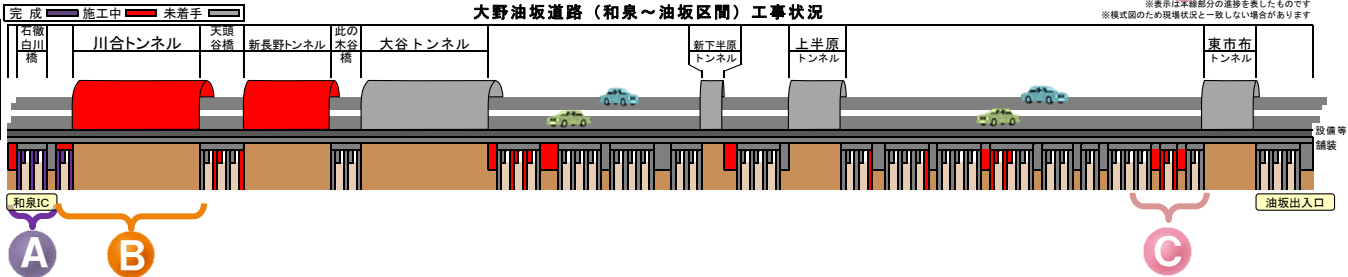 完 成 施工中 未着手
大野油坂道路（和泉～油坂区間）工事状況
※表示は本線部分の進捗を表したものです
※模式図のため現場状況と一致しない場合があります
石徹
白川
橋
川合トンネル
天頭
谷橋
新長野トンネル
此の
木谷
橋
大谷トンネル
新下半原
トンネル
上半原
トンネル
東市布
トンネル
設備等
舗装
和泉IC
油坂出入口
A
B
C